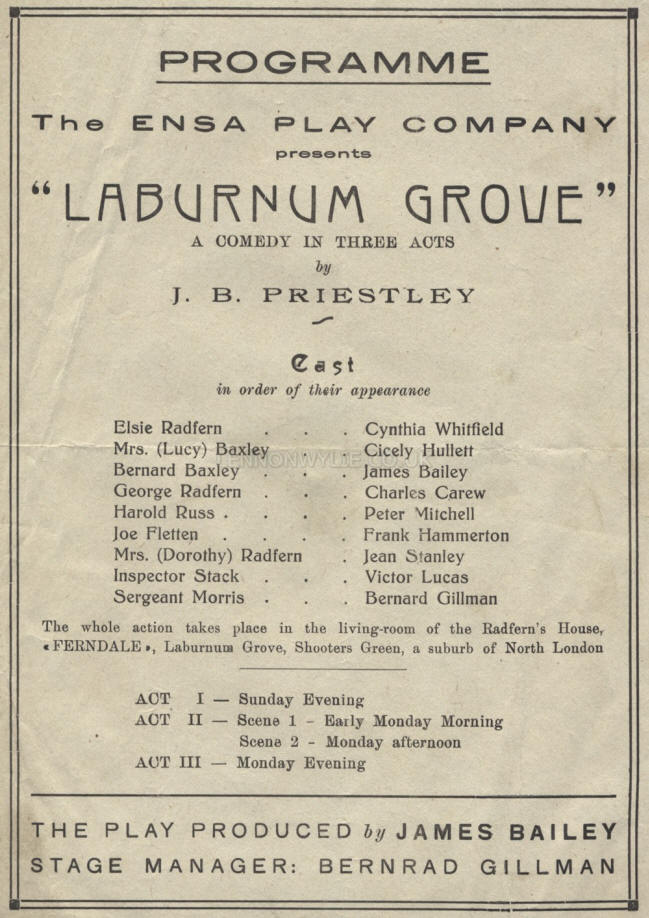 PROGRAMME
The ENSA PLAY COMPANY
presents
"LABURNUM GROVE"
A COMEDY IN THREE ACTS
by
J. B. PRIESTLEY
Cast
in order of their appearance
Elsie Radfern . . . Cynthia Whitfield
Mrs. (Lucy) Baxley . . Cicely Hullett
Bernard Baxley . . . James Bailey
George Radfern . . . Charles Carew
Harold Russ . . . . Peter Mitchell
Joe Fletten . . . . Frank Hammerton
Mrs. (Dorothy) Radfern . Jean Stanley
Inspector Stack . . . Victor Lucas
Sergeant Morris . . . Bernard Gillman
The whole action takes place in the living-room of the Radfern's House,
«FERNDALE», Laburnum Grove, Shooters Green, a suburb of North London
ACT I — Sunday Evening
ACT II — Scene 1 - Early Monday Morning
Scene 2 - Monday afternoon
ACT III — Monday Evening
THE PLAY PRODUCED by JAMES BAILEY
STAGE MANAGER: BERNRAD GILLMAN